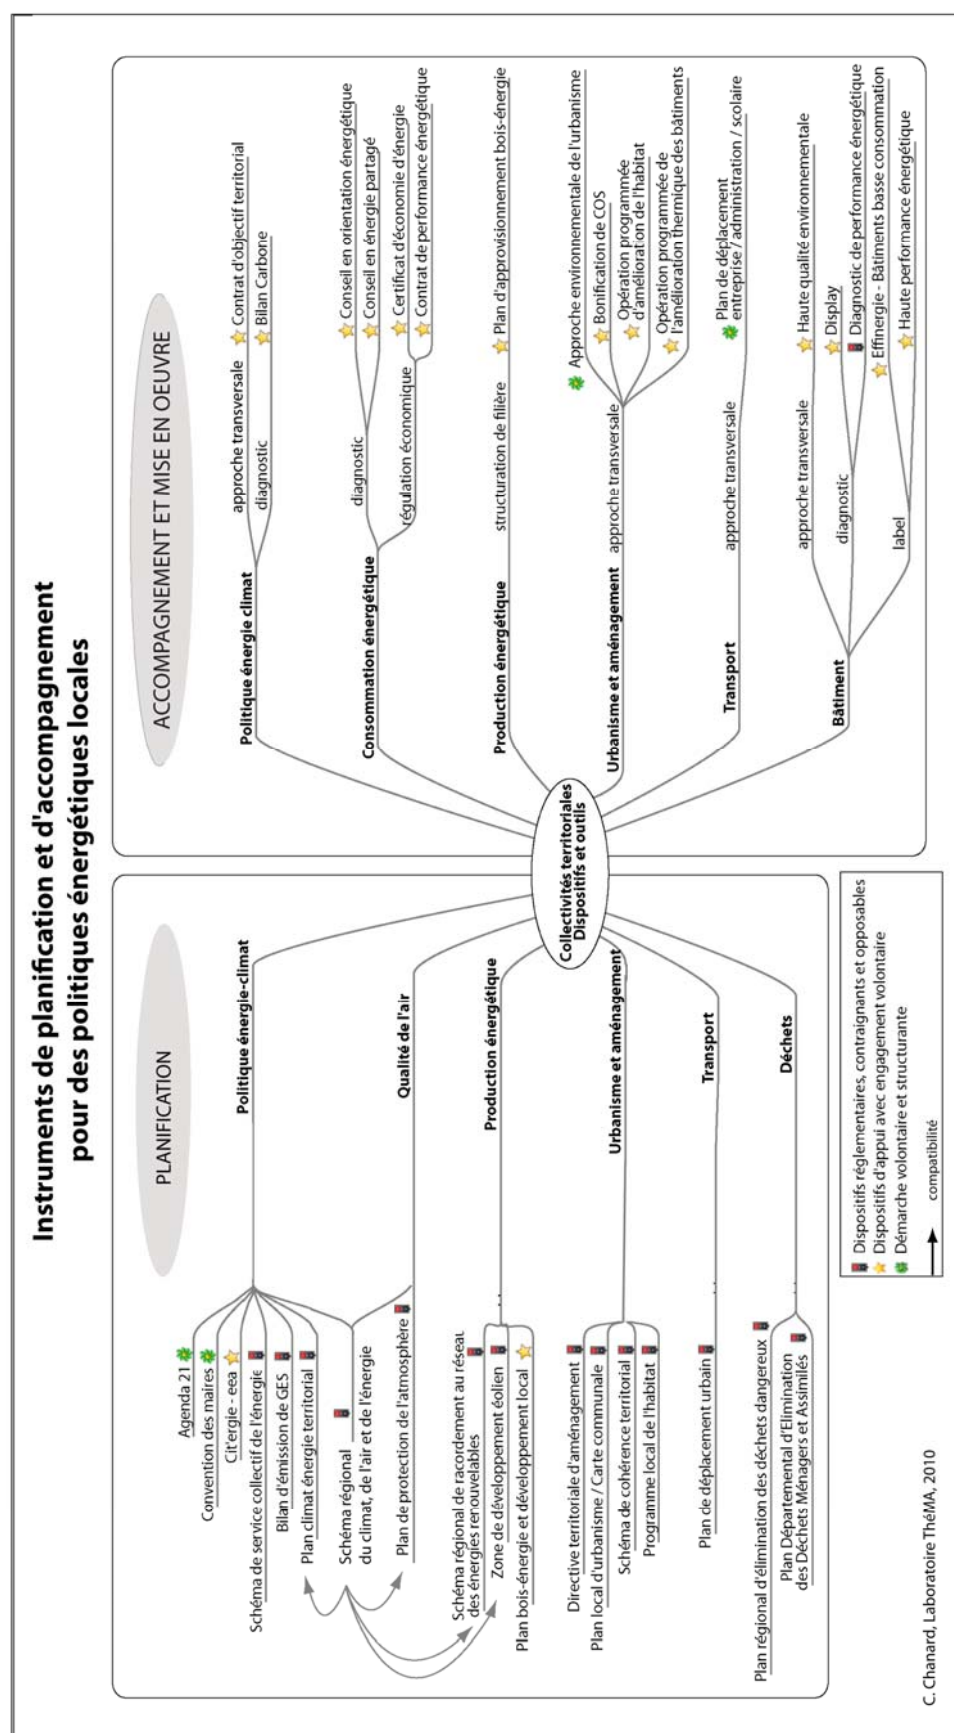 Instruments de planification et d'accompagnement
pour des politiques énergétiques locales
PLANIFICATION
Politique énergie-climat
Agenda 21
Convention des maires
Cit'ergie - eea
Schéma de service collectif de l'énergie
Bilan d'émission de GES
Plan climat énergie territorial
Schéma régional
du climat, de l'air et de l'énergie
Qualité de l'air
Plan de protection de l'atmosphère
Production énergétique
Schéma régional de racordement au réseau
des énergies renouvelables
Zone de développement éolien
Plan bois-énergie et développement local
Urbanisme et aménagement
Directive territoriale d'aménagement
Plan local d'urbanisme / Carte communale
Schéma de cohérence territorial
Programme local de l'habitat
Transport
Plan de déplacement urbain
Déchets
Plan régional d'élimination des déchets dangereux
Plan Départemental d'Elimination
des Déchets Ménagers et Assimilés
Collectivités territoriales
Dispositifs et outils
ACCOMPAGNEMENT ET MISE EN OEUVRE
Politique énergie climat
approche transversale
Contrat d'objectif territorial
diagnostic
Bilan Carbone
Consommation énergétique
diagnostic
Conseil en orientation énergétique
Conseil en énergie partagé
régulation économique
Certificat d'économie d'énergie
Contrat de performance énergétique
Production énergétique
structuration de filière
Plan d'approvisionnement bois-énergie
Urbanisme et aménagement
approche transversale
Approche environementale de l'urbanisme
Bonification de COS
Opération programmée
d'amélioration de l'habitat
Opération programmée de
l'amélioration thermique des bâtiments
Transport
approche transversale
Plan de déplacement
entreprise / administration / scolaire
Bâtiment
approche transversale
Haute qualité environnementale
diagnostic
Display
Diagnostic de performance énergétique
label
Effinergie - Bâtiments basse consommation
Haute performance énergétique
Dispositifs réglementaires, contraignants et opposables
Dispositifs d'appui avec engagement volontaire
Démarche volontaire et structurante
compatibilité
C. Chanard, Laboratoire ThéMA, 2010